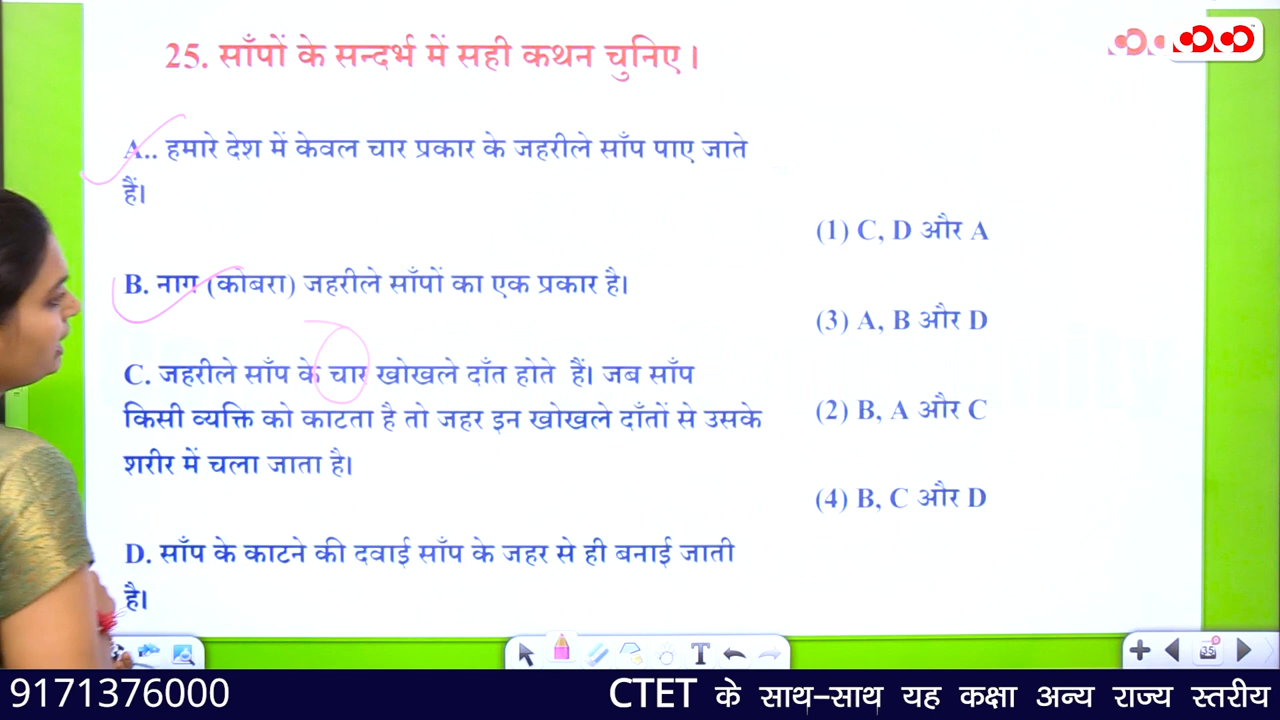 25. साँपों के सन्दर्भ में सही कथन चुनिए।
A.. हमारे देश में केवल चार प्रकार के जहरीले साँप पाए जाते
हैं।
B. नाग (कोबरा) जहरीले साँपों का एक प्रकार है।
C. जहरीले साँप के चार खोखले दाँत होते हैं। जब साँप
किसी व्यक्ति को काटता है तो जहर इन खोखले दाँतों से उसके
शरीर में चला जाता है।
D. साँप के काटने की दवाई साँप के जहर से ही बनाई जाती
है।
(1) C, D और A
(3) A, B और D
(2) B, A और C
(4) B, C और D
T
35
9171376000
CTET के साथ-साथ यह कक्षा अन्य राज्य स्तरीय